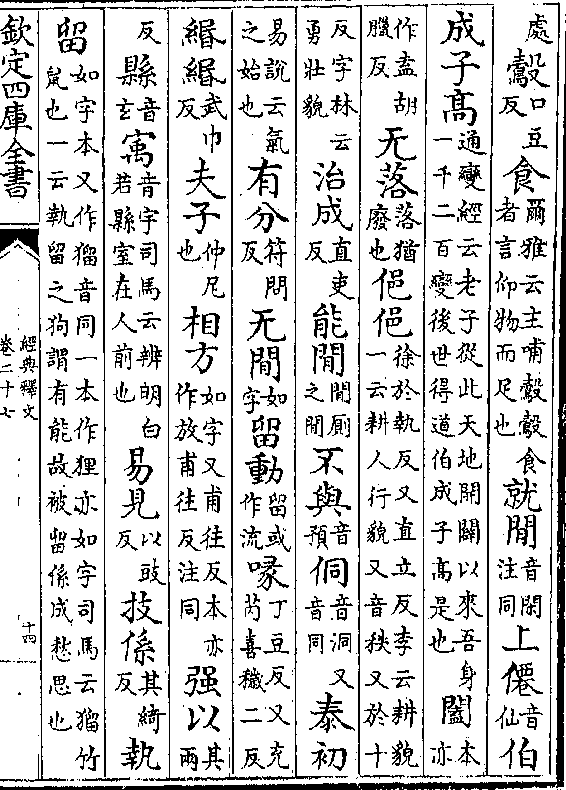 處鷇口豆反食爾雅云主哺鷇鷇食者言仰物而足也就閒音閑注同上僊音仙伯
成子高通變經云老子從此天地開闢以來吾身一千二百變後世得道伯成子高是也闔本亦
作盍胡臘反无落落猶廢也俋俋徐於執反又直立反李云耕貌一云耕人行貌又音秩又於十
反字林云勇壯貌治成直吏反能閒閒厠之閒不與音預侗音洞又音同泰初
易說云氣之始也有分符問反无閒如字留動留或作流喙丁豆反又充芮喜穢二反
緡緡武巾反夫子仲尼也相方如字又甫往反本亦作放甫往反注同强以其兩
反縣音玄寓音字司馬云辨明白若縣室在人前也易見以豉反技係其綺反執
留如字本又作獝音同一本作狸亦如字司馬云獝竹鼠也一云執留之狗謂有能故被留係成愁思也
欽定四庫全書
經典釋文
卷二十七
十四